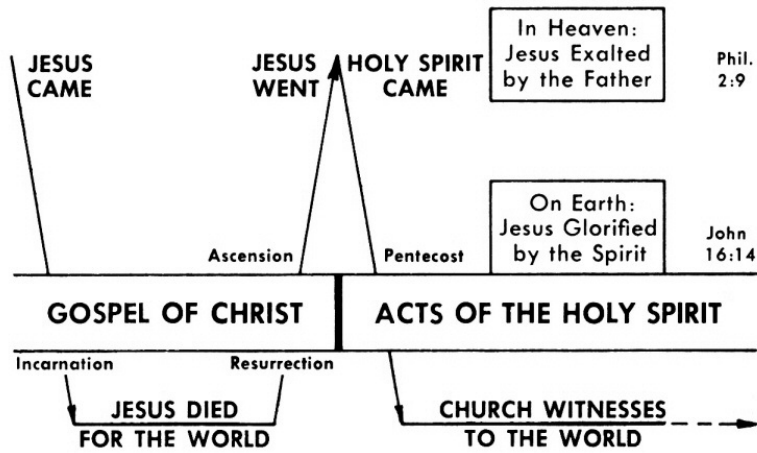 JESUS
CAME
JESUS
WENT
HOLY SPIRIT
CAME
In Heaven:
Jesus Exalted
by the Father
Phil.
2:9
Ascension
Pentecost
On Earth:
Jesus Glorified
by the Spirit
John
16:14
GOSPEL OF CHRIST
ACTS OF THE HOLY SPIRIT
Incarnation
Resurrection
JESUS DIED
FOR THE WORLD
CHURCH WITNESSES
TO THE WORLD